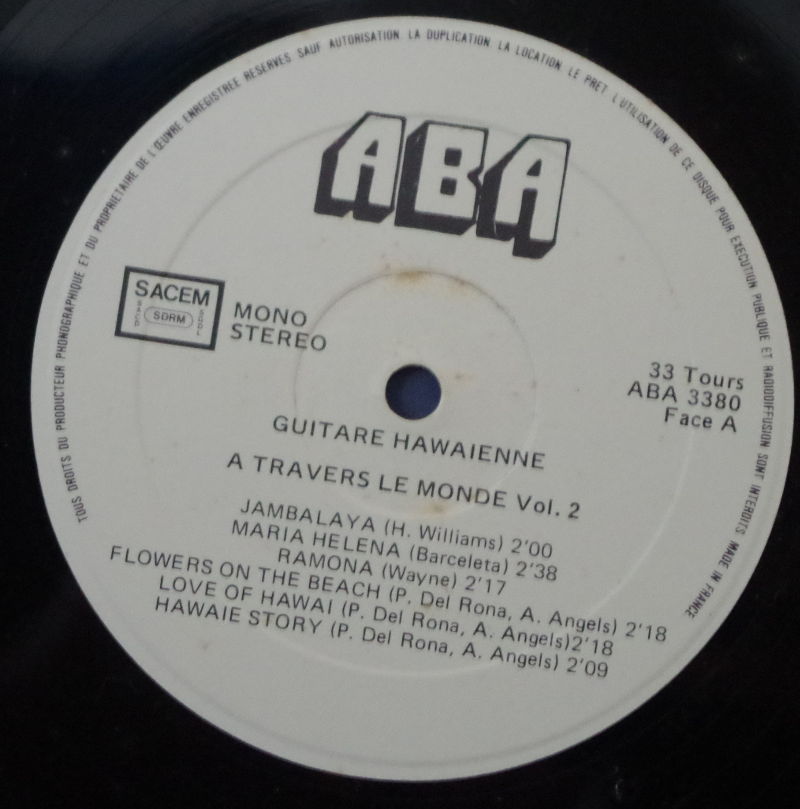 TOUS DROITS DU PRODUCTEUR PHONOGRAPHIQUE ET DU PROPRIETAIRE DE L'ŒUVRE ENREGISTREE RESERVES SAUF AUTORISATION LA DUPLICATION LA LOCATION LE PRET L'UTILISATION DE CE DISQUE POUR EXECUTION PUBLIQUE ET RADIODIFFUSION SONT INTERDITS MADE IN FRANCE
ABA
SACEM
SACD SDRM SGDL
MONO
STEREO
33 Tours
ABA 3380
Face A
GUITARE HAWAIENNE
A TRAVERS LE MONDE Vol. 2
JAMBALAYA (H. Williams) 2'00
MARIA HELENA (Barceleta) 2'38
RAMONA (Wayne) 2'17
FLOWERS ON THE BEACH (P. Del Rona, A. Angels) 2'18
LOVE OF HAWAI (P. Del Rona, A. Angels)2'18
HAWAIE STORY (P. Del Rona, A. Angels) 2'09